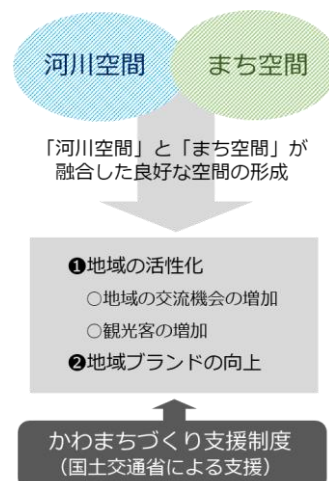 河川空間
まち空間
「河川空間」と「まち空間」が
融合した良好な空間の形成
❶地域の活性化
○地域の交流機会の増加
○観光客の増加
❷地域ブランドの向上
かわまちづくり支援制度
（国土交通省による支援）